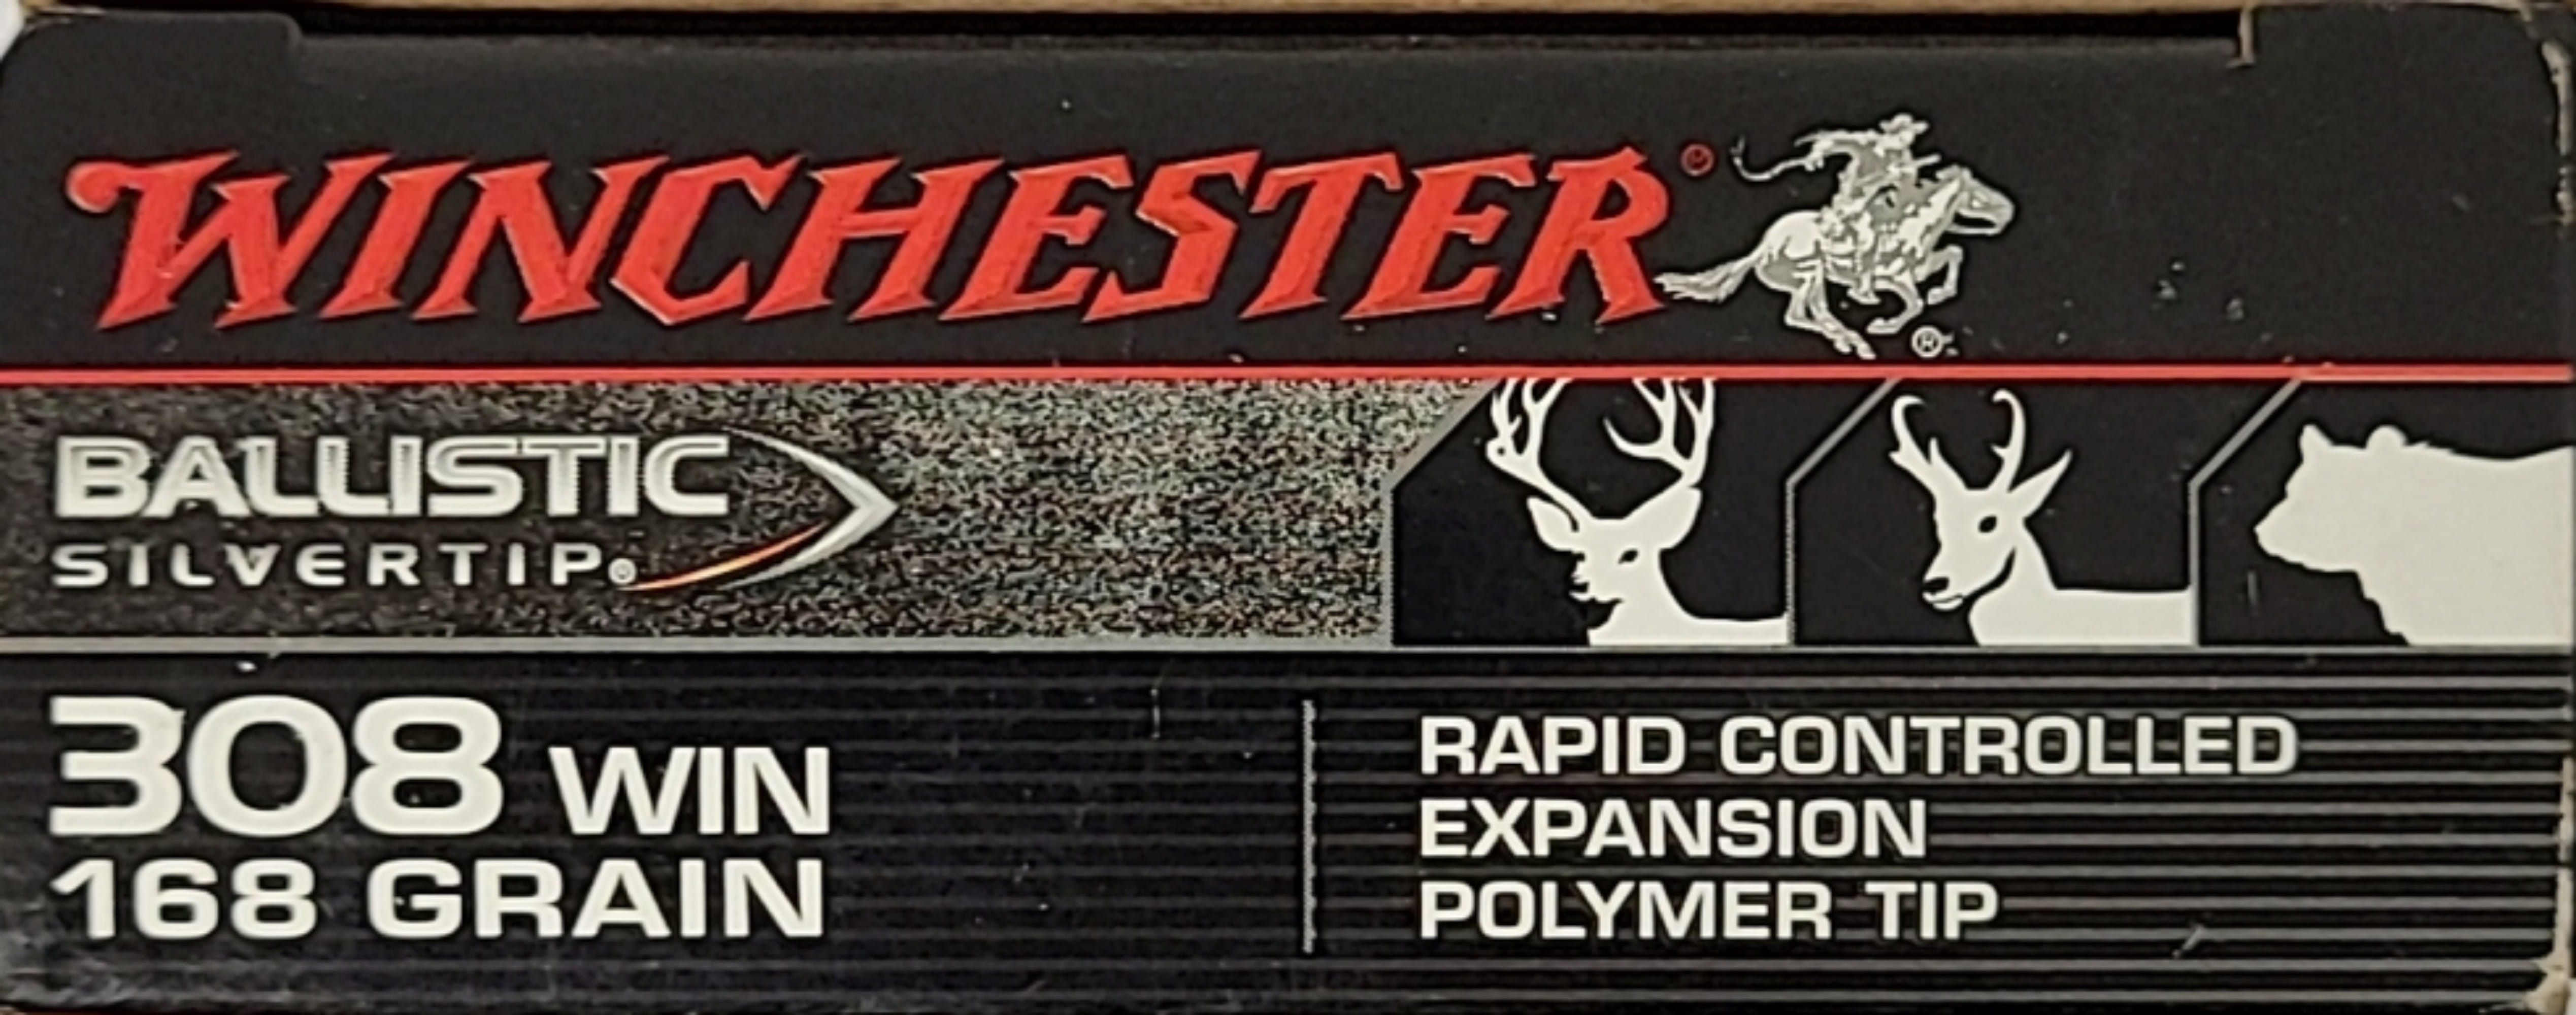 WINCHESTER®
®
BALLISTIC
SILVERTIP®
308 WIN
168 GRAIN
RAPID CONTROLLED
EXPANSION
POLYMER TIP